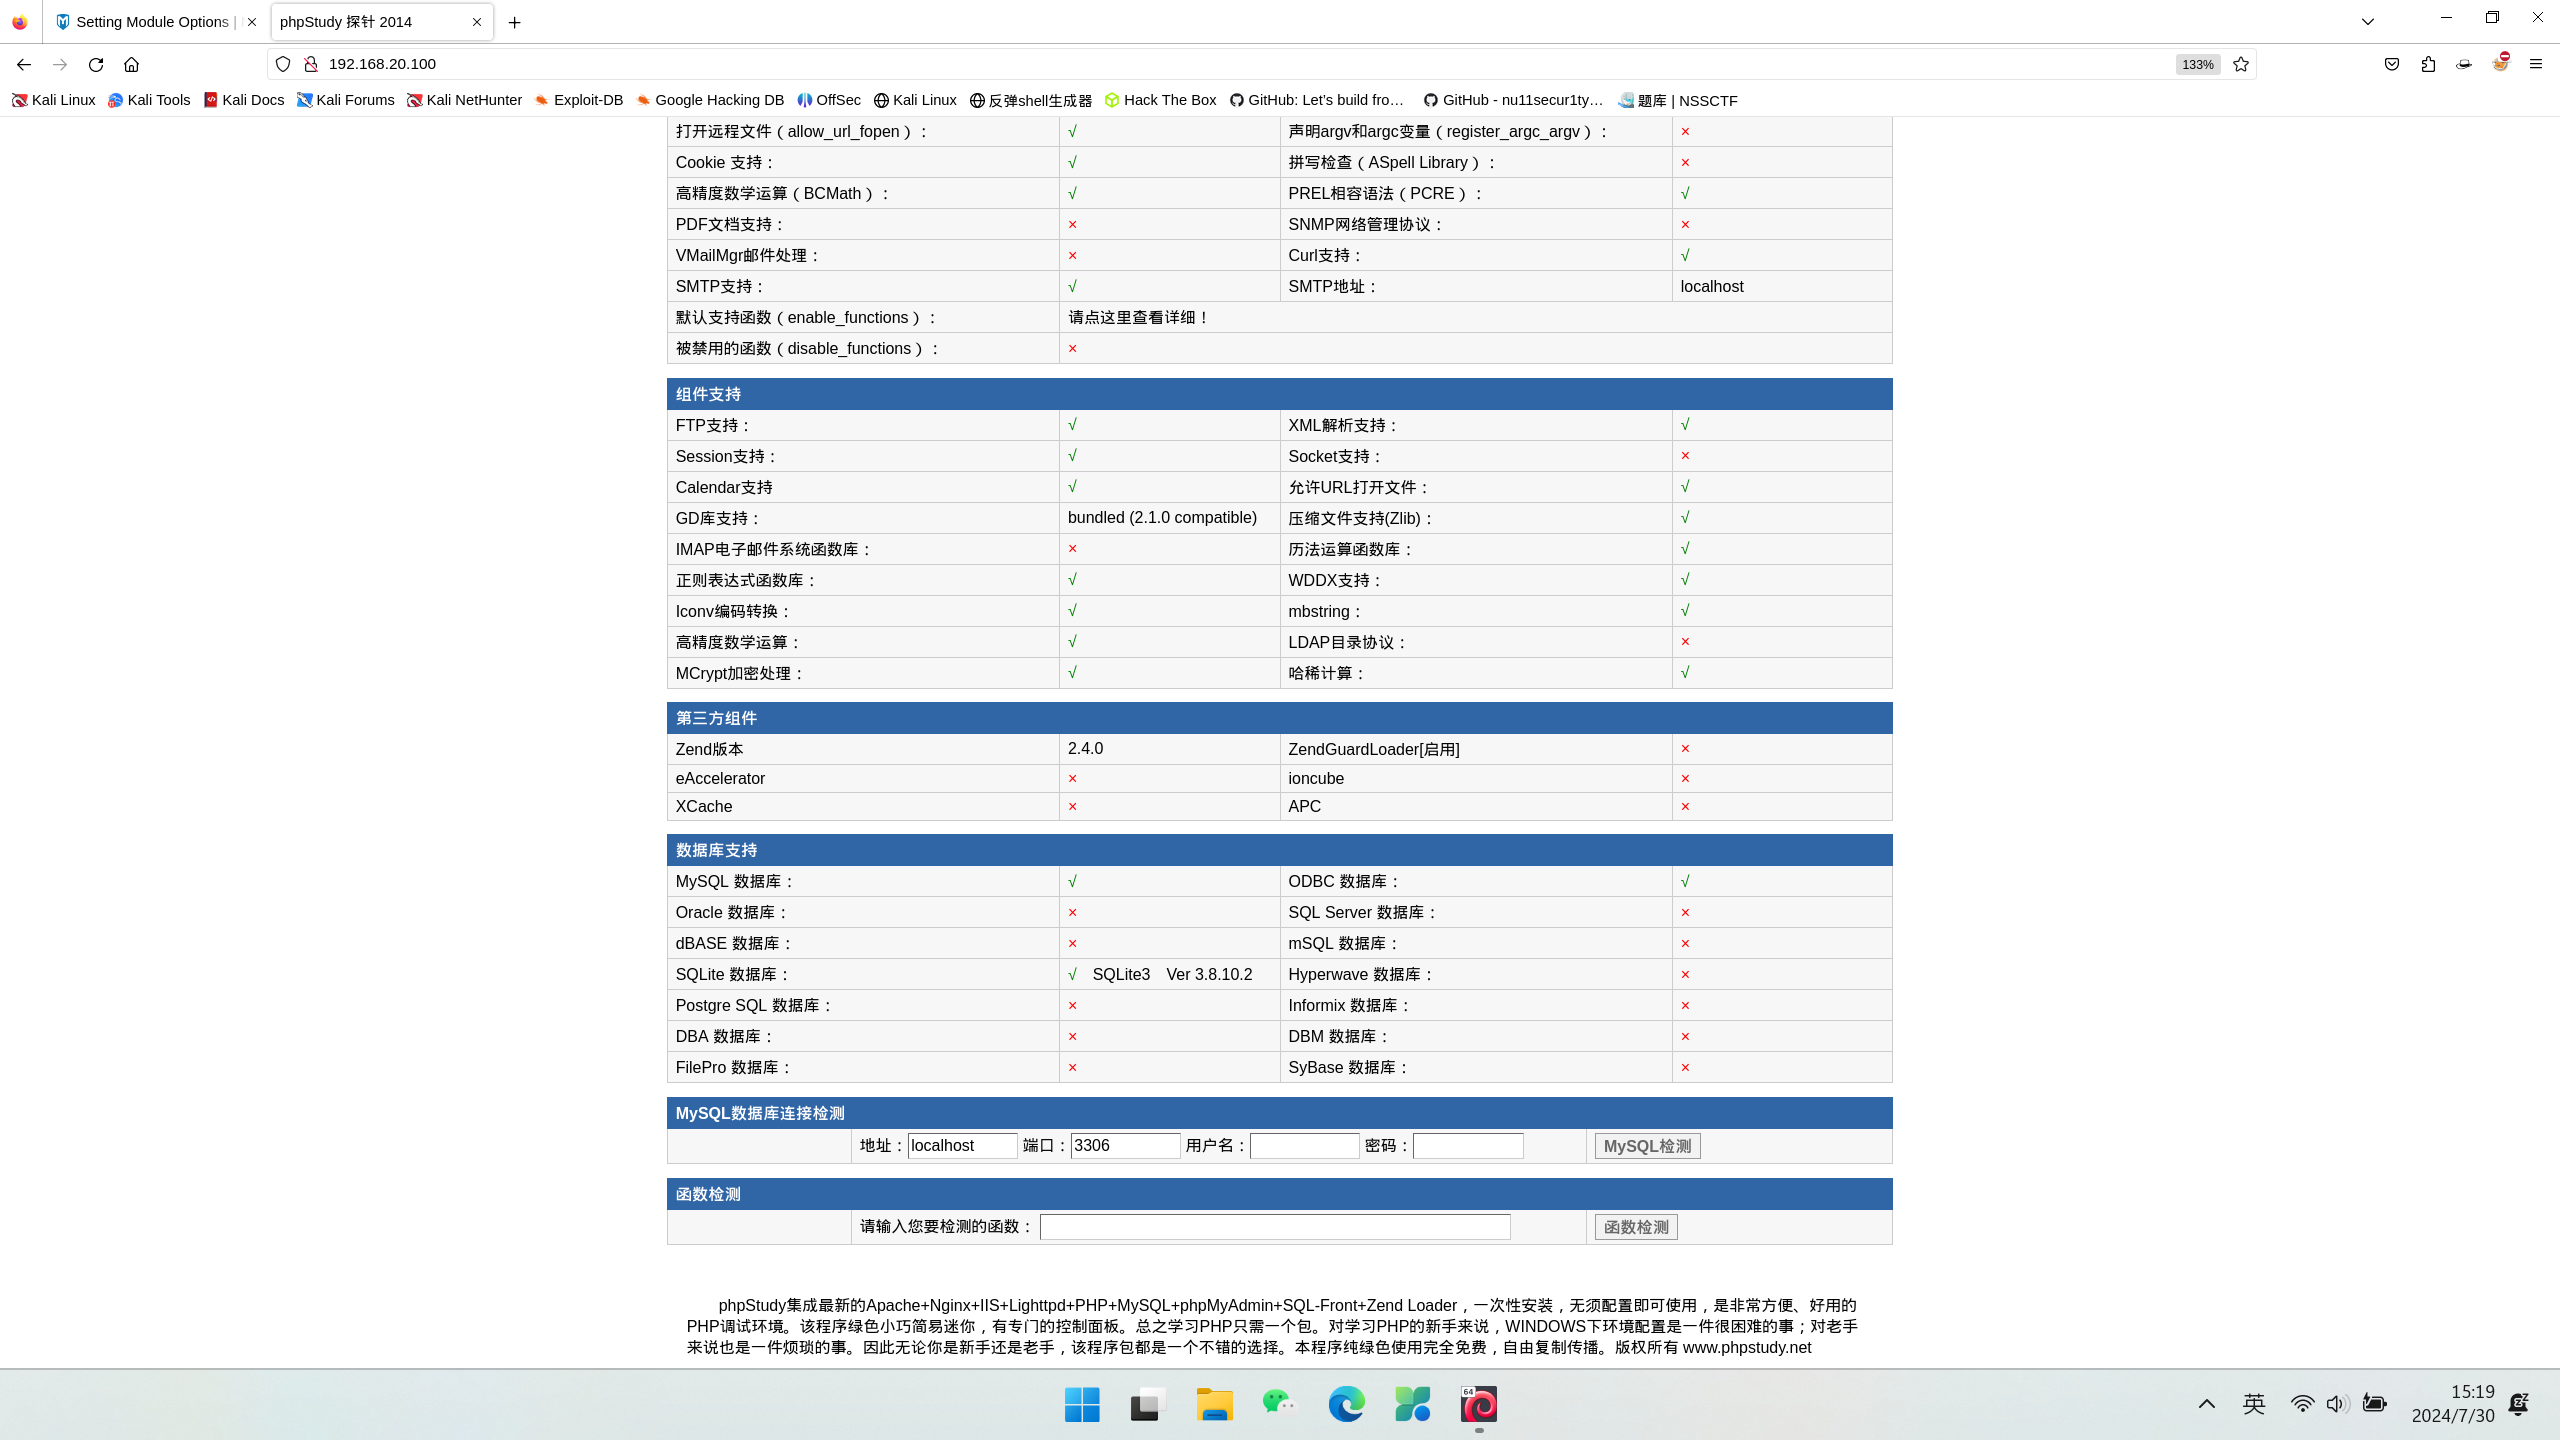 Setting Module Options |
phpStudy 探针 2014
192.168.20.100
133%
Kali Linux Kali Tools Kali Docs Kali Forums Kali NetHunter Exploit-DB Google Hacking DB OffSec Kali Linux 反弹shell生成器 Hack The Box GitHub: Let's build fro… GitHub - nu11secur1ty… 题库 | NSSCTF
打开远程文件（allow_url_fopen）： √ 声明argv和argc变量（register_argc_argv）： ×
Cookie 支持： √ 拼写检查（ASpell Library）： ×
高精度数学运算（BCMath）： √ PREL相容语法（PCRE）： √
PDF文档支持： × SNMP网络管理协议： ×
VMailMgr邮件处理： × Curl支持： √
SMTP支持： √ SMTP地址： localhost
默认支持函数（enable_functions）： 请点这里查看详细！
被禁用的函数（disable_functions）： ×
组件支持
FTP支持： √ XML解析支持： √
Session支持： √ Socket支持： ×
Calendar支持 √ 允许URL打开文件： √
GD库支持： bundled (2.1.0 compatible) 压缩文件支持(Zlib)： √
IMAP电子邮件系统函数库： × 历法运算函数库： √
正则表达式函数库： √ WDDX支持： √
Iconv编码转换： √ mbstring： √
高精度数学运算： √ LDAP目录协议： ×
MCrypt加密处理： √ 哈稀计算： √
第三方组件
Zend版本 2.4.0 ZendGuardLoader[启用] ×
eAccelerator × ioncube ×
XCache × APC ×
数据库支持
MySQL 数据库： √ ODBC 数据库： √
Oracle 数据库： × SQL Server 数据库： ×
dBASE 数据库： × mSQL 数据库： ×
SQLite 数据库： √ SQLite3 Ver 3.8.10.2 Hyperwave 数据库： ×
Postgre SQL 数据库： × Informix 数据库： ×
DBA 数据库： × DBM 数据库： ×
FilePro 数据库： × SyBase 数据库： ×
MySQL数据库连接检测
地址：localhost 端口：3306 用户名： 密码： MySQL检测
函数检测
请输入您要检测的函数： 函数检测
phpStudy集成最新的Apache+Nginx+IIS+Lighttpd+PHP+MySQL+phpMyAdmin+SQL-Front+Zend Loader，一次性安装，无须配置即可使用，是非常方便、好用的
PHP调试环境。该程序绿色小巧简易迷你，有专门的控制面板。总之学习PHP只需一个包。对学习PHP的新手来说，WINDOWS下环境配置是一件很困难的事；对老手
来说也是一件烦琐的事。因此无论你是新手还是老手，该程序包都是一个不错的选择。本程序纯绿色使用完全免费，自由复制传播。版权所有 www.phpstudy.net
64
英
15:19
2024/7/30